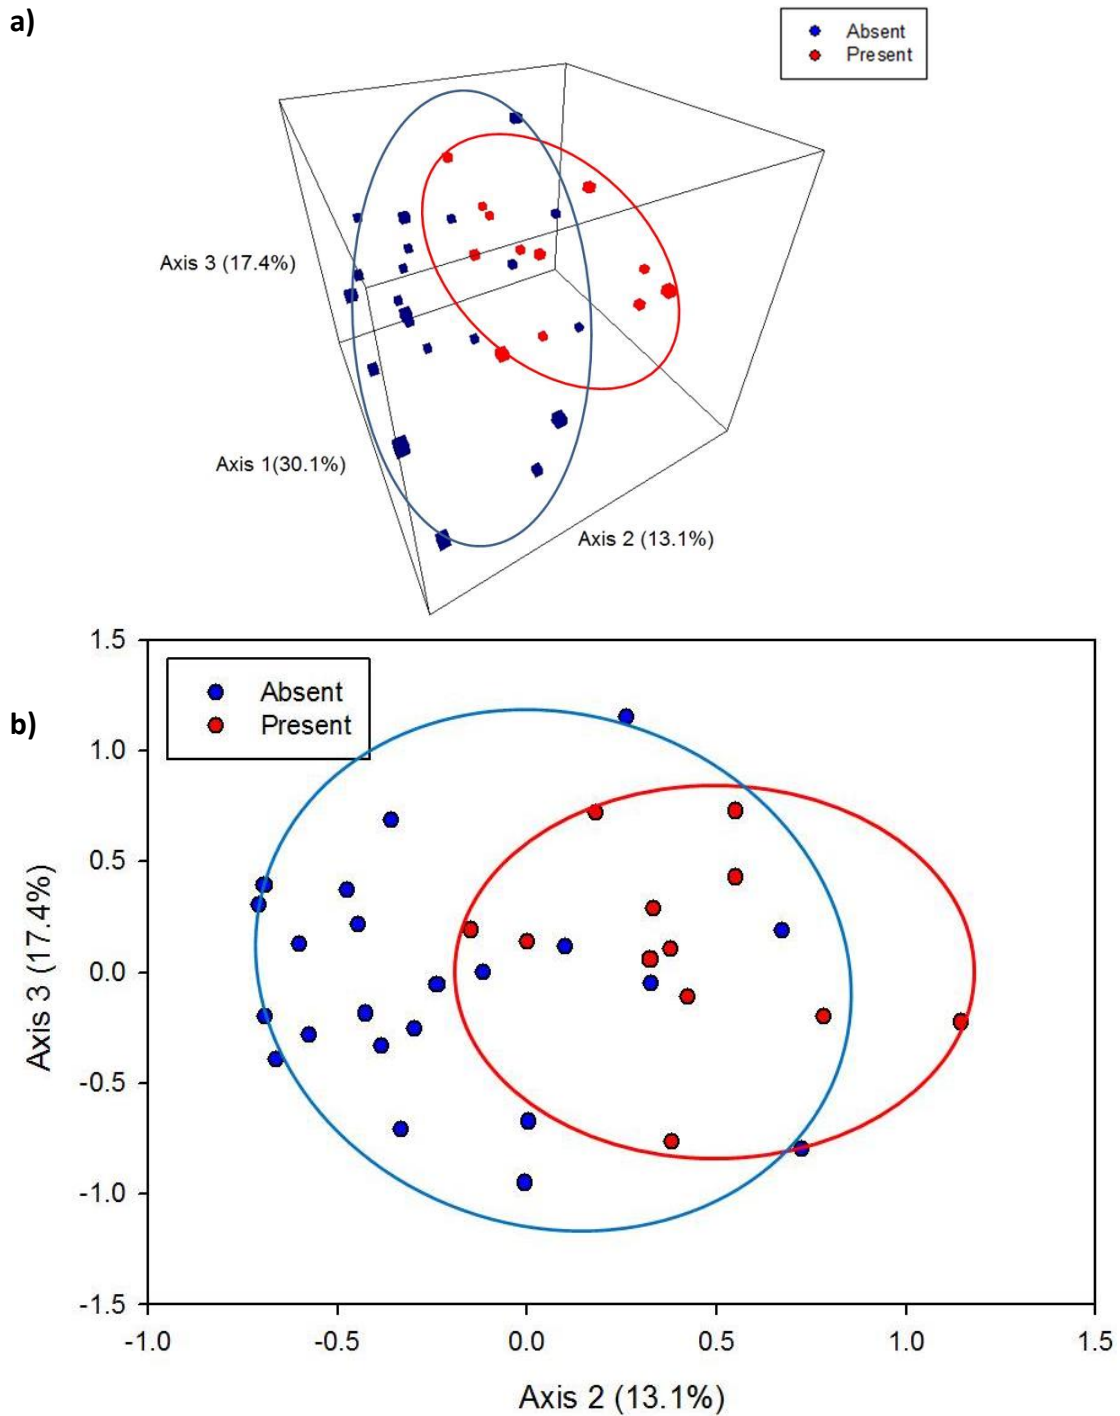 a)
Absent
Present
Axis 3 (17.4%)
Axis 1(30.1%)
Axis 2 (13.1%)
b)
Absent
Present
1.5
1.0
0.5
0.0
-0.5
-1.0
-1.5
Axis 3 (17.4%)
-1.0 -0.5 0.0 0.5 1.0 1.5
Axis 2 (13.1%)